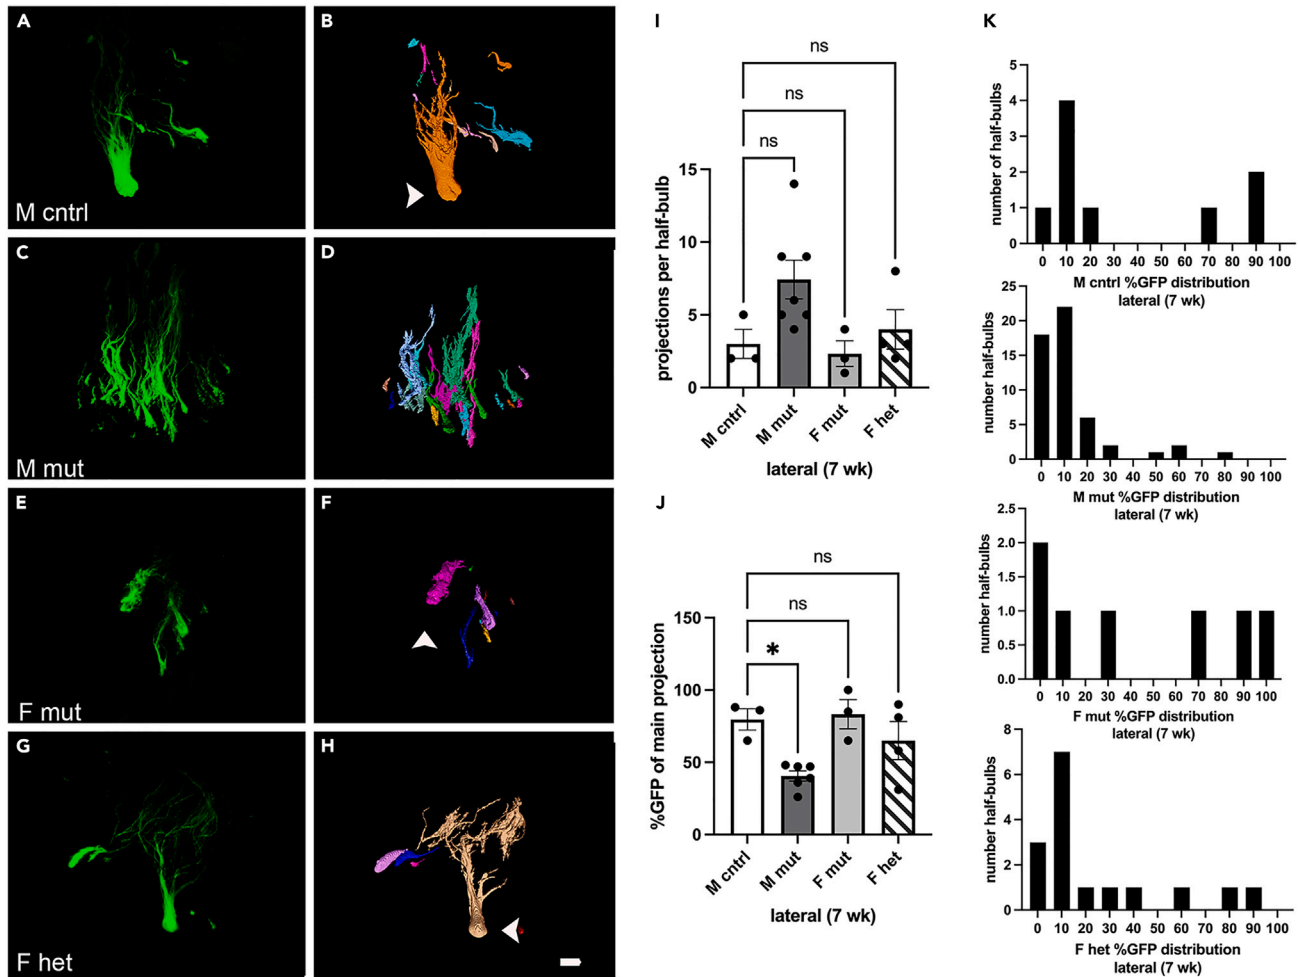 A
B
M cntrl
C
D
M mut
E
F
F mut
G
H
F het
I
ns
ns
ns
15
10
5
0
projections per half-bulb
M cntrl
M mut
F mut
F het
lateral (7 wk)
J
ns
ns
*
150
100
50
0
%GFP of main projection
M cntrl
M mut
F mut
F het
lateral (7 wk)
K
5
4
3
2
1
0
number of half-bulbs
0 10 20 30 40 50 60 70 80 90 100
M cntrl %GFP distribution
lateral (7 wk)
25
20
15
10
5
0
number half-bulbs
0 10 20 30 40 50 60 70 80 90 100
M mut %GFP distribution
lateral (7 wk)
2.5
2.0
1.5
1.0
0.5
0.0
number half-bulbs
0 10 20 30 40 50 60 70 80 90 100
F mut %GFP distribution
lateral (7 wk)
8
6
4
2
0
number half-bulbs
0 10 20 30 40 50 60 70 80 90 100
F het %GFP distribution
lateral (7 wk)